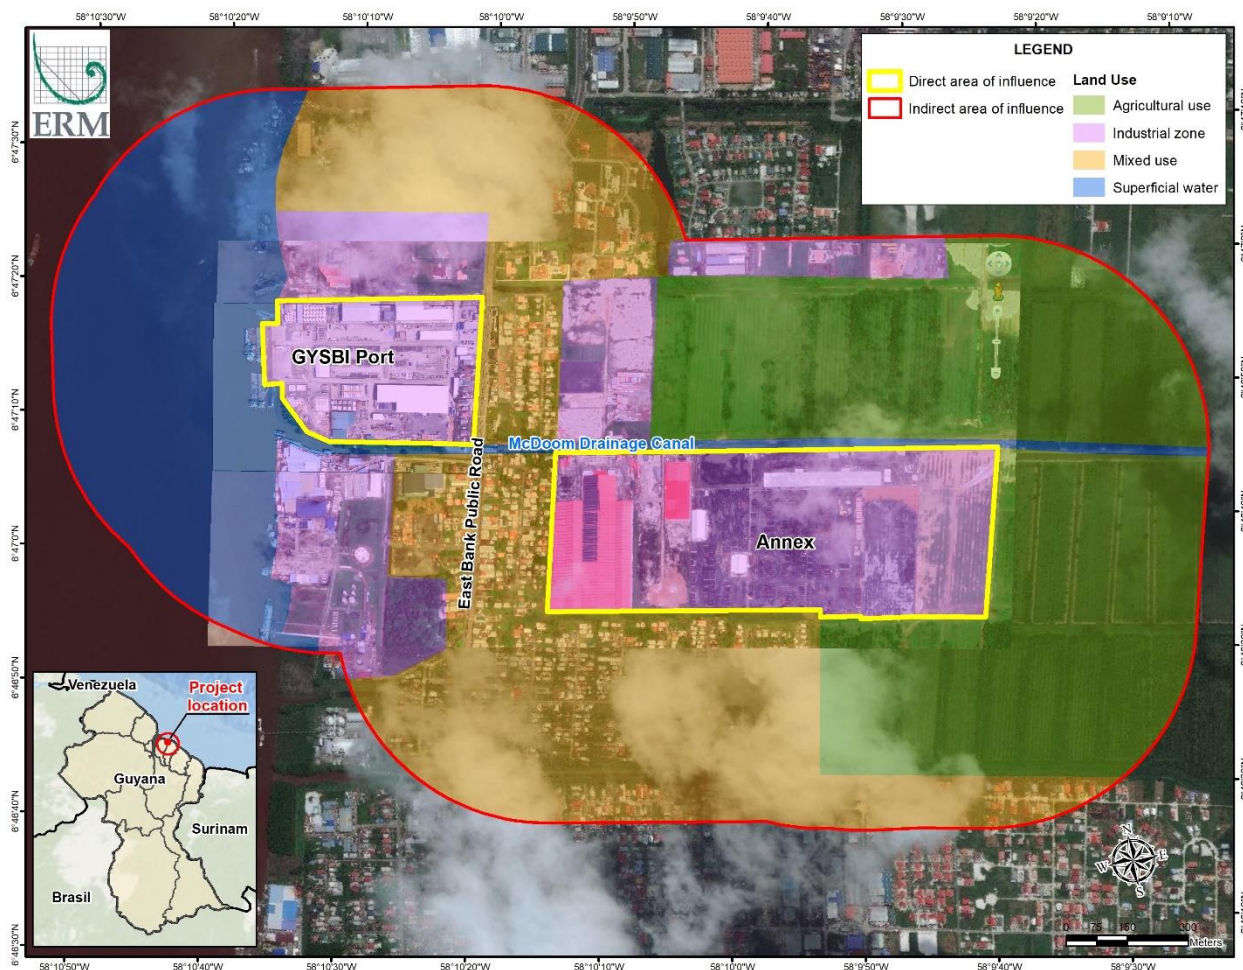 58°10'30"W 58°10'20"W 58°10'10"W 58°10'0"W 58°9'50"W 58°9'40"W 58°9'30"W 58°9'20"W 58°9'10"W
ERM
LEGEND
Direct area of influence
Indirect area of influence
Land Use
Agricultural use
Industrial zone
Mixed use
Superficial water
6°47'30"N
6°47'20"N
6°47'10"N
6°47'0"N
6°46'50"N
6°46'40"N
6°46'30"N
GYSBI Port
McDoom Drainage Canal
East Bank Public Road
Annex
Venezuela
Project
location
Guyana
Surinam
Brasil
N
W
E
S
0 75 150 300
Meters
58°10'50"W 58°10'40"W 58°10'30"W 58°10'20"W 58°10'10"W 58°10'0"W 58°9'50"W 58°9'40"W 58°9'30"W